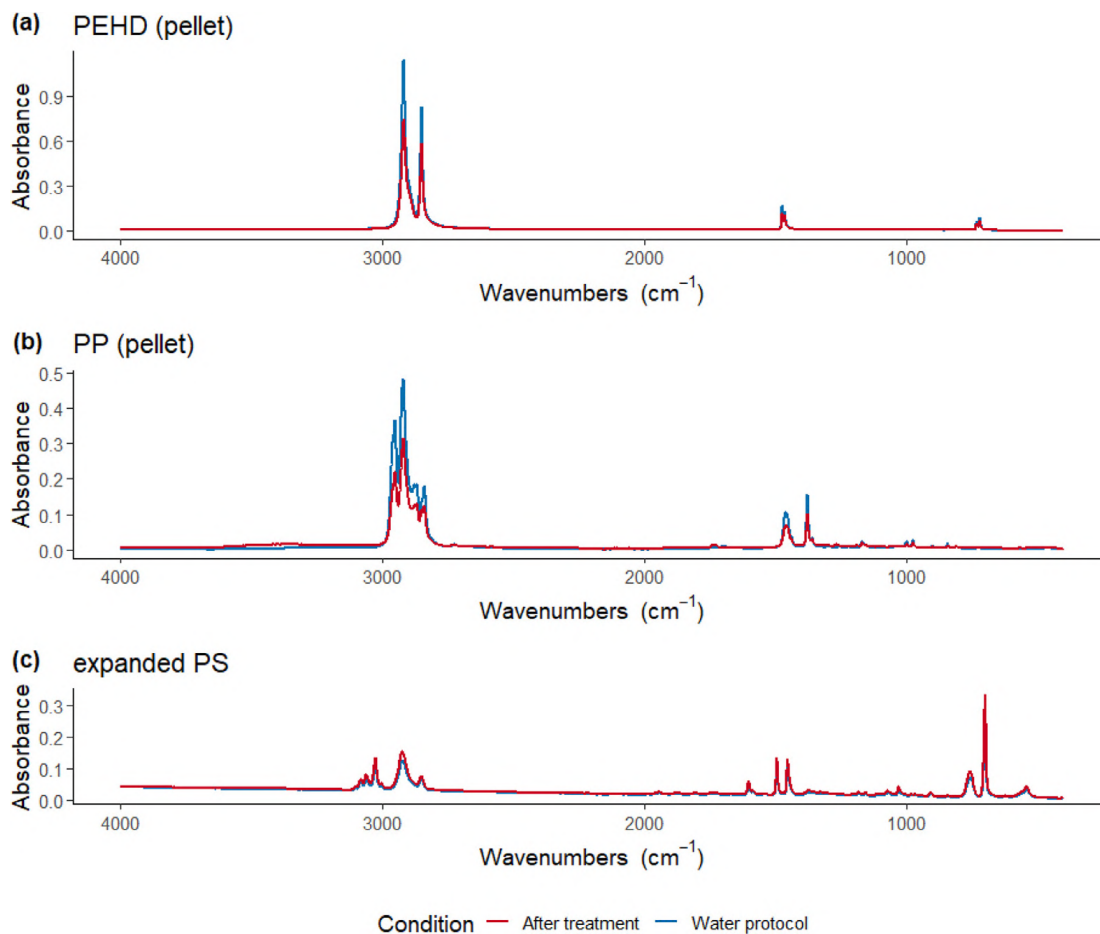 (a) PEHD (pellet)
Absorbance
0.9
0.6
0.3
0.0
4000 3000 2000 1000
Wavenumbers (cm−1)
(b) PP (pellet)
Absorbance
0.5
0.4
0.3
0.2
0.1
0.0
4000 3000 2000 1000
Wavenumbers (cm−1)
(c) expanded PS
Absorbance
0.3
0.2
0.1
0.0
4000 3000 2000 1000
Wavenumbers (cm−1)
Condition After treatment Water protocol